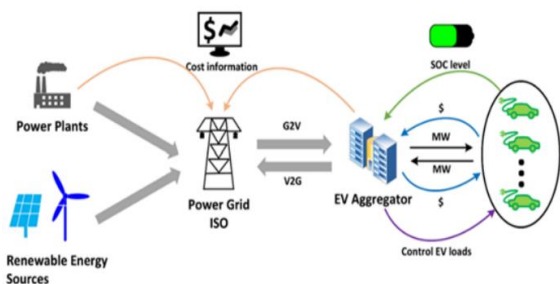 $
Cost information
SOC level
Power Plants
G2V
V2G
Power Grid
ISO
EV Aggregator
$
MW
MW
$
Control EV loads
Renewable Energy
Sources